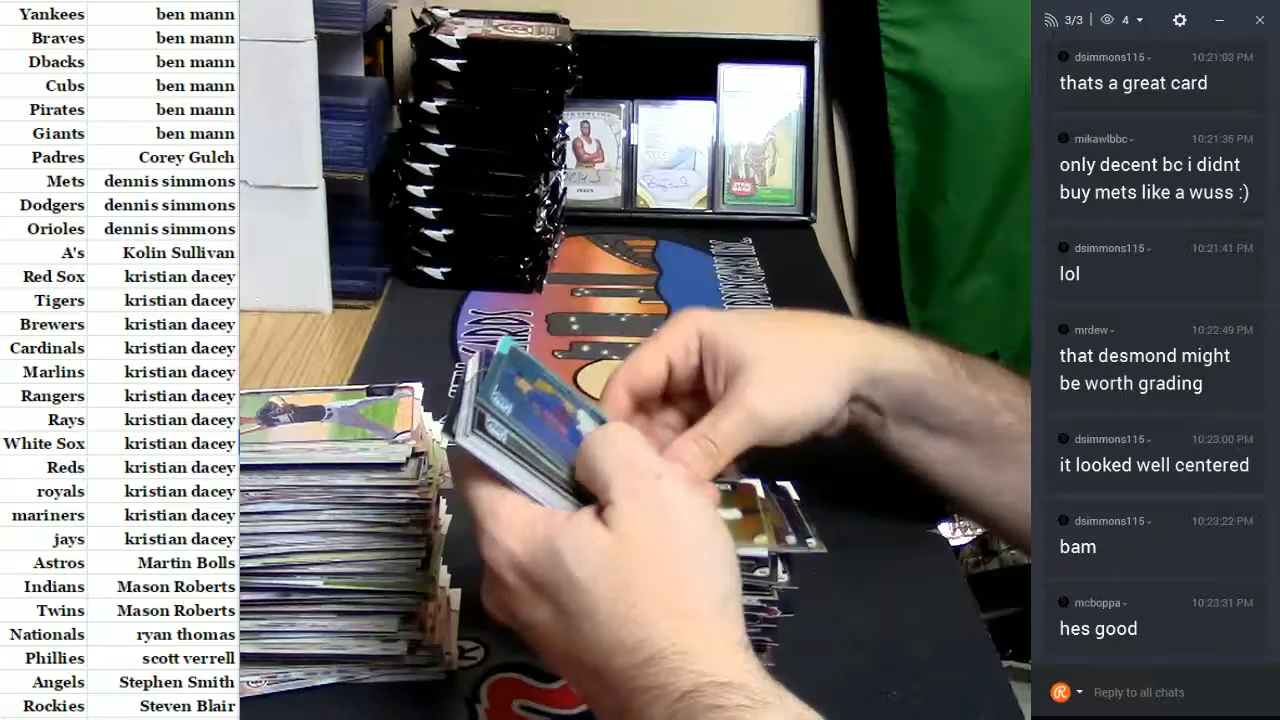 Yankees ben mann
Braves ben mann
Dbacks ben mann
Cubs ben mann
Pirates ben mann
Giants ben mann
Padres Corey Gulch
Mets dennis simmons
Dodgers dennis simmons
Orioles dennis simmons
A's Kolin Sullivan
Red Sox kristian dacey
Tigers kristian dacey
Brewers kristian dacey
Cardinals kristian dacey
Marlins kristian dacey
Rangers kristian dacey
Rays kristian dacey
White Sox kristian dacey
Reds kristian dacey
royals kristian dacey
mariners kristian dacey
jays kristian dacey
Astros Martin Bolls
Indians Mason Roberts
Twins Mason Roberts
Nationals ryan thomas
Phillies scott verrell
Angels Stephen Smith
Rockies Steven Blair
CARDS
STAR WARS
3/3 4
dsimmons115 10:21:03 PM
thats a great card
mikawlbbc 10:21:35 PM
only decent bc i didnt
buy mets like a wuss :)
dsimmons115 10:21:41 PM
lol
mrdew 10:22:49 PM
that desmond might
be worth grading
dsimmons115 10:23:00 PM
it looked well centered
dsimmons115 10:23:22 PM
bam
mcboppa 10:23:31 PM
hes good
Reply to all chats